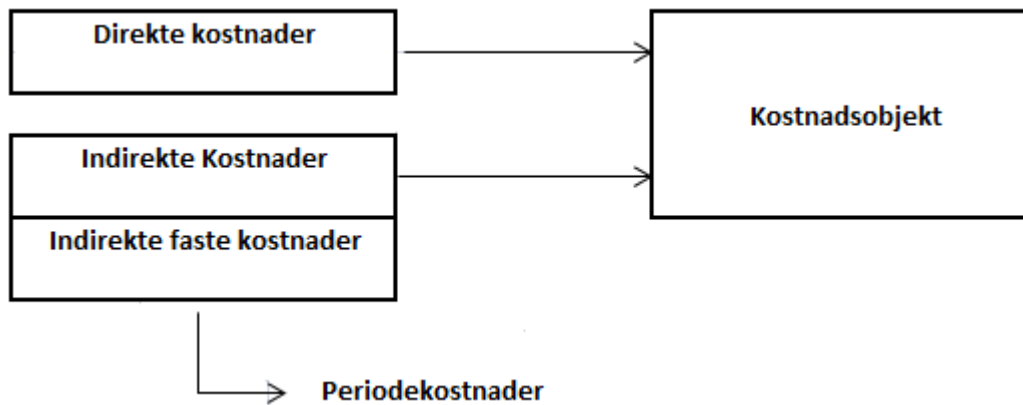 Direkte kostnader
Kostnadsobjekt
Indirekte Kostnader
Indirekte faste kostnader
Periodekostnader